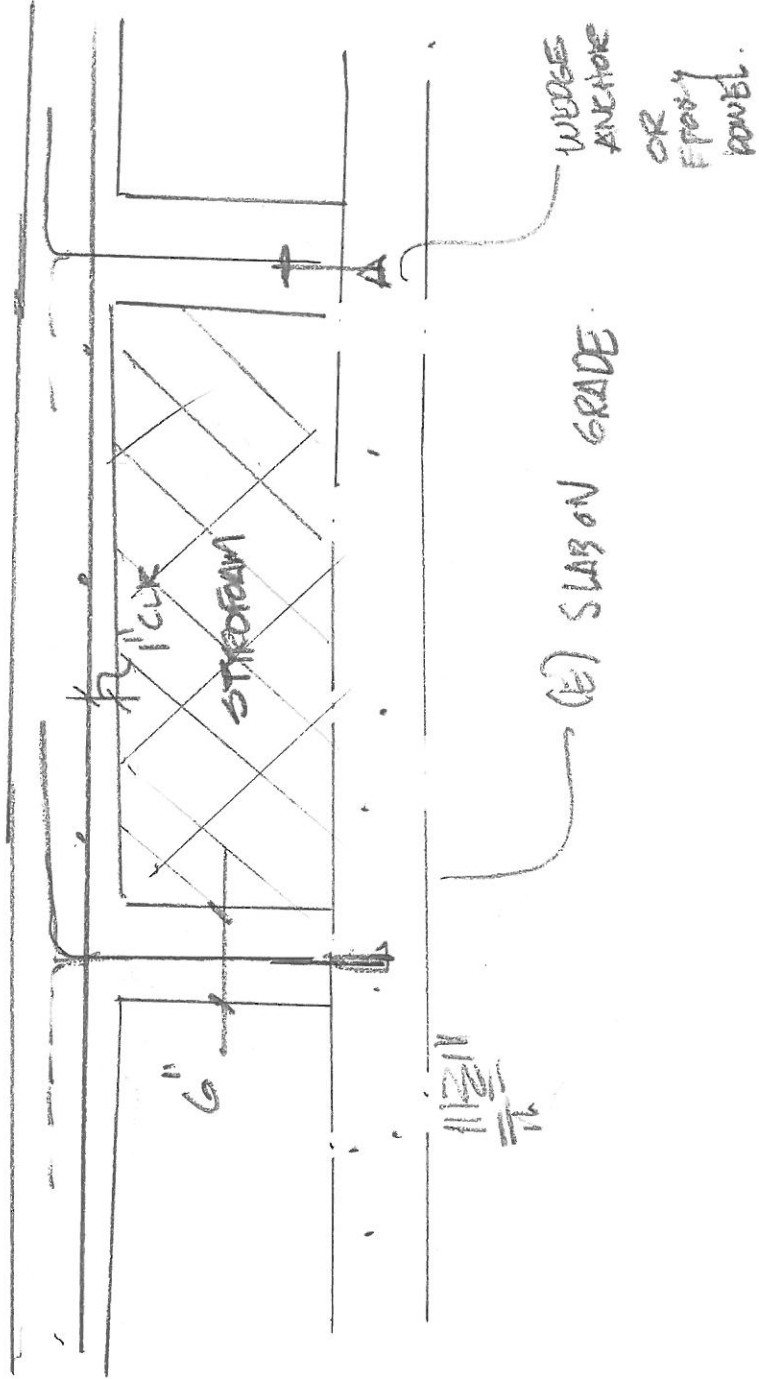 1" CLR
STYROFOAM
6"
(E) SLAB ON GRADE
WEDGE
ANCHOR
OR
EPOXY
DOWEL.